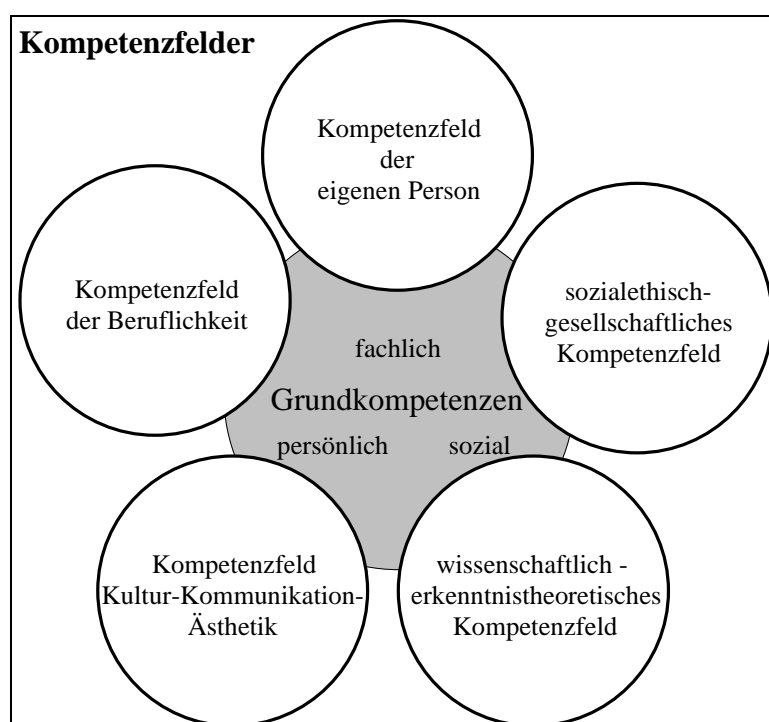 Kompetenzfelder
Kompetenzfeld
der
eigenen Person
Kompetenzfeld
der Beruflichkeit
sozialethisch-
gesellschaftliches
Kompetenzfeld
fachlich
Grundkompetenzen
persönlich sozial
Kompetenzfeld
Kultur-Kommunikation-
Ästhetik
wissenschaftlich -
erkenntnistheoretisches
Kompetenzfeld